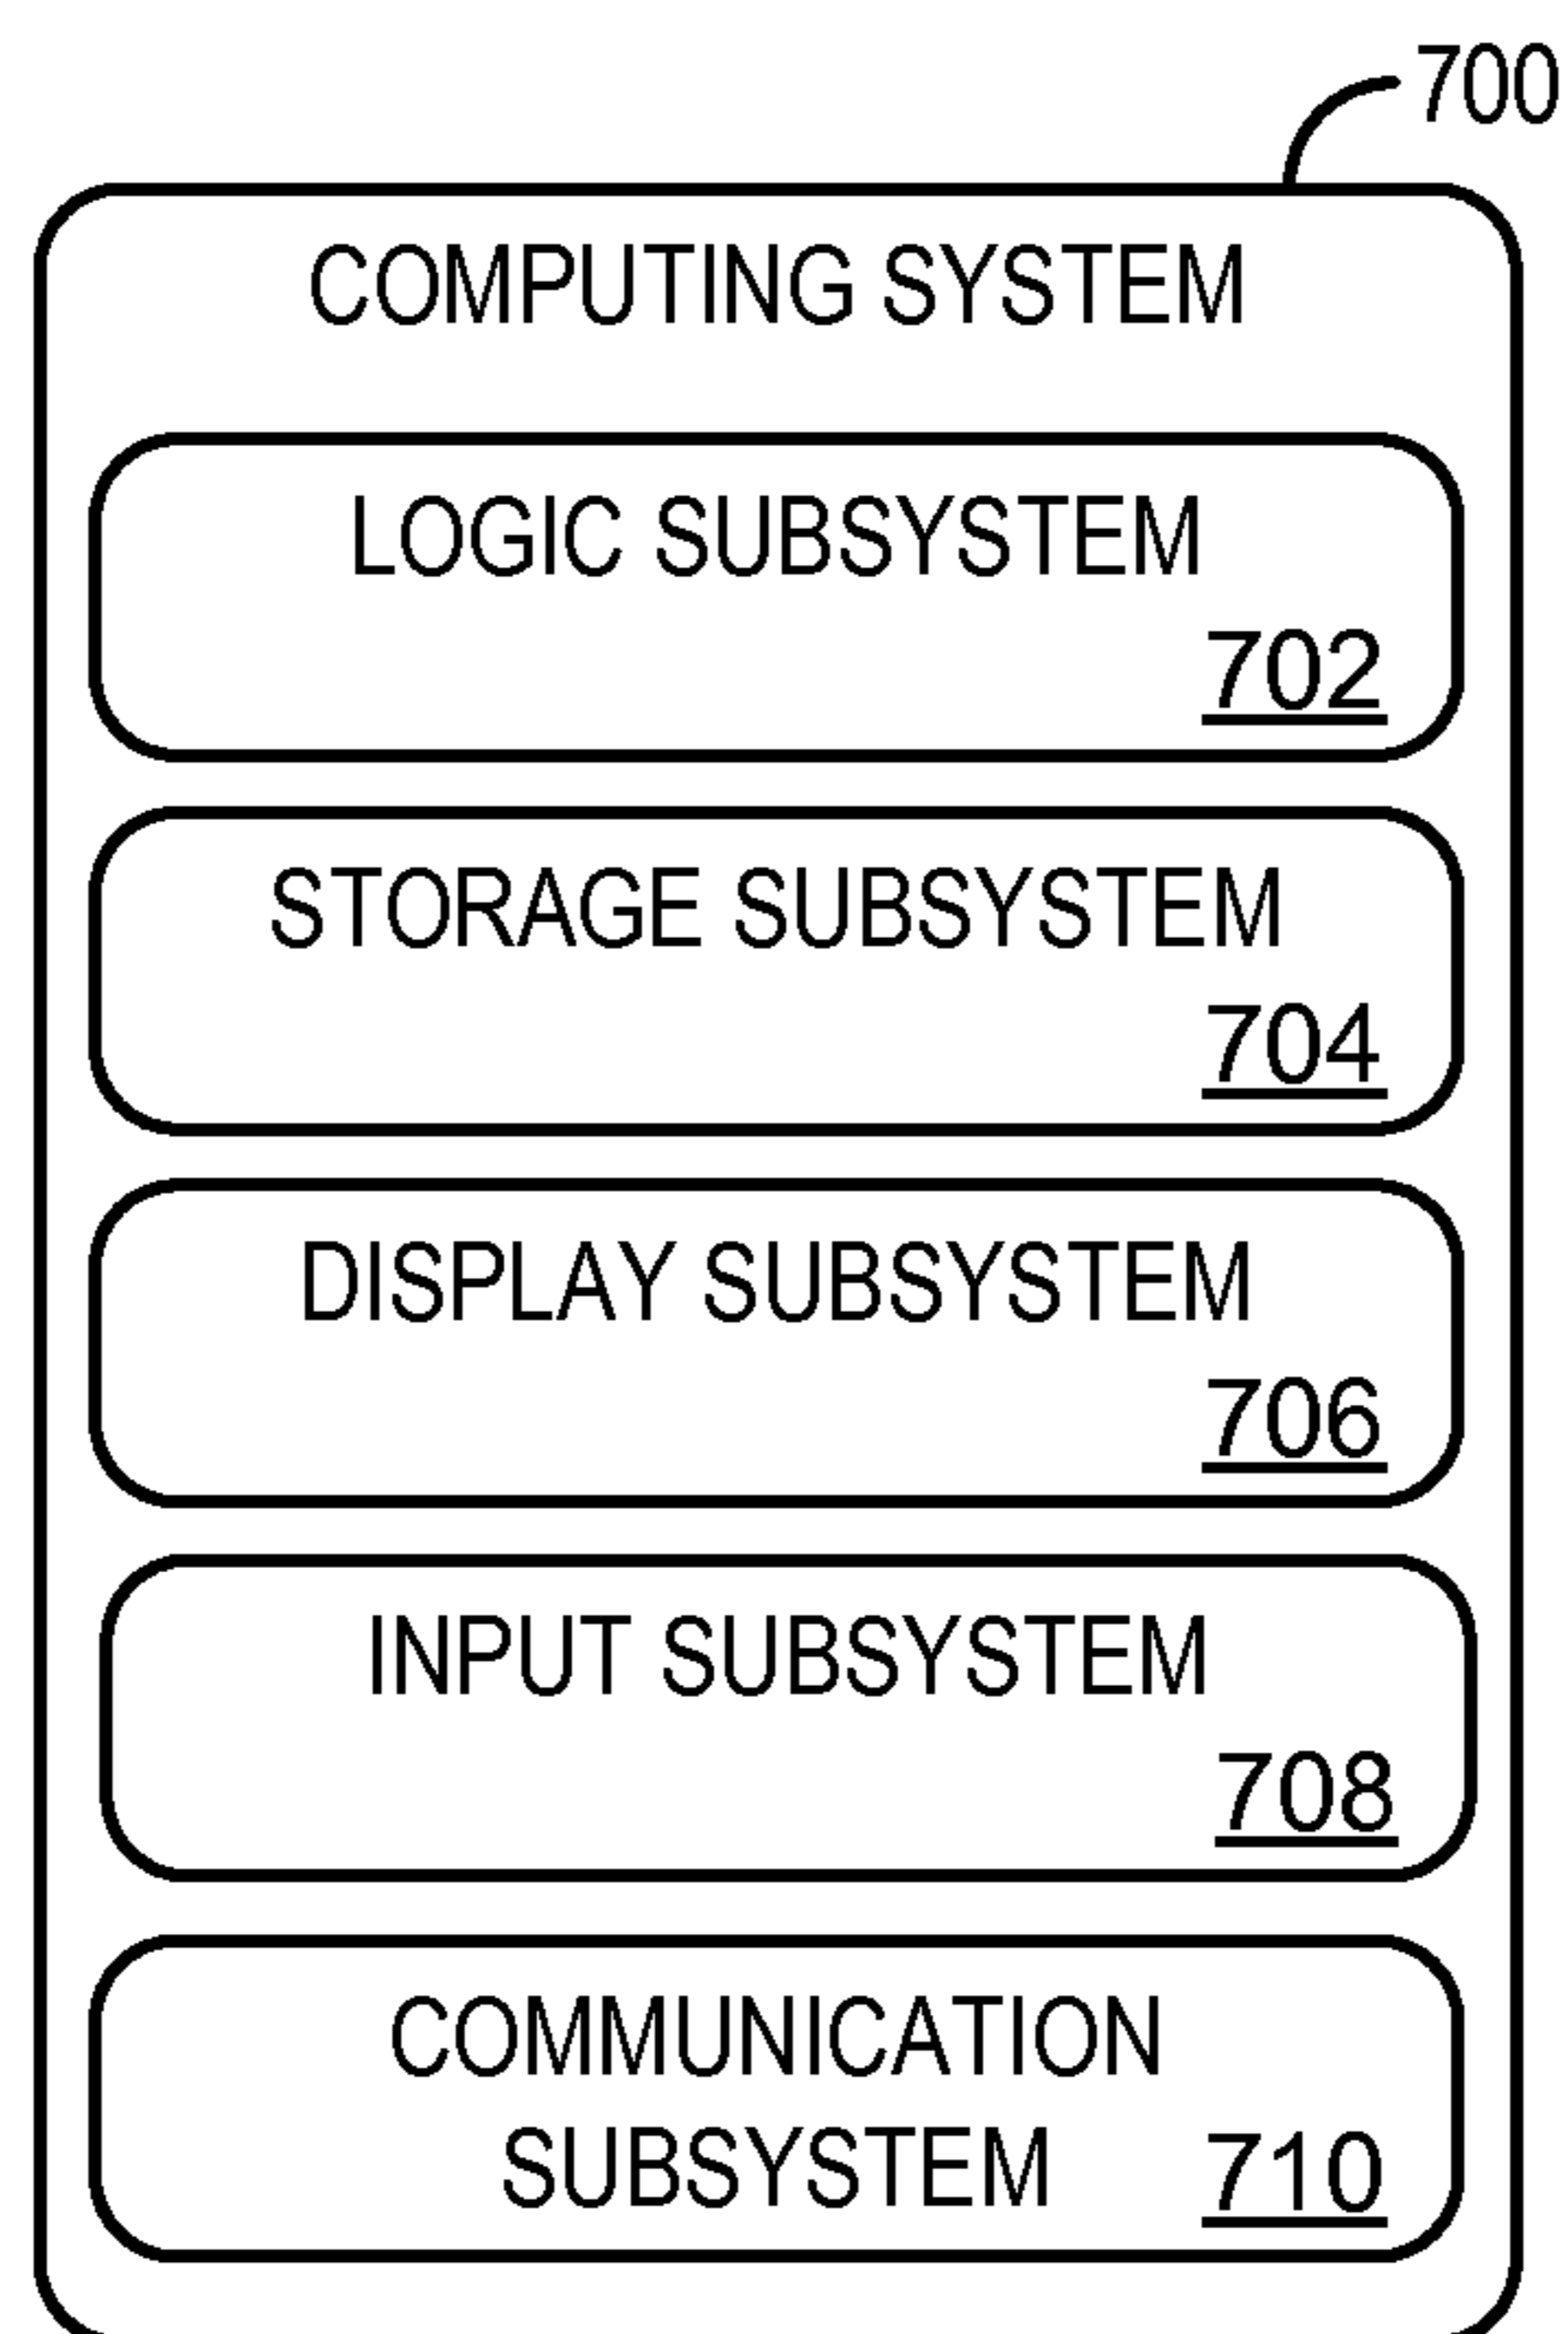 700
COMPUTING SYSTEM
LOGIC SUBSYSTEM
702
STORAGE SUBSYSTEM
704
DISPLAY SUBSYSTEM
706
INPUT SUBSYSTEM
708
COMMUNICATION
SUBSYSTEM 710